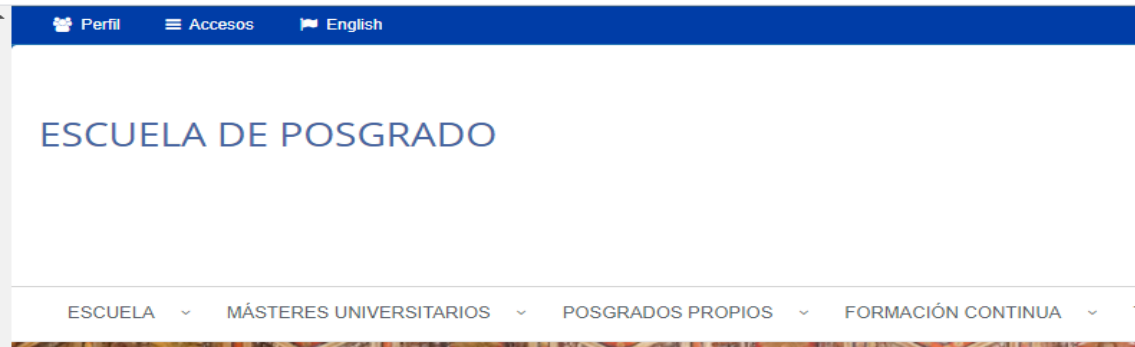 Perfil Accesos English
ESCUELA DE POSGRADO
ESCUELA MÁSTERES UNIVERSITARIOS POSGRADOS PROPIOS FORMACIÓN CONTINUA